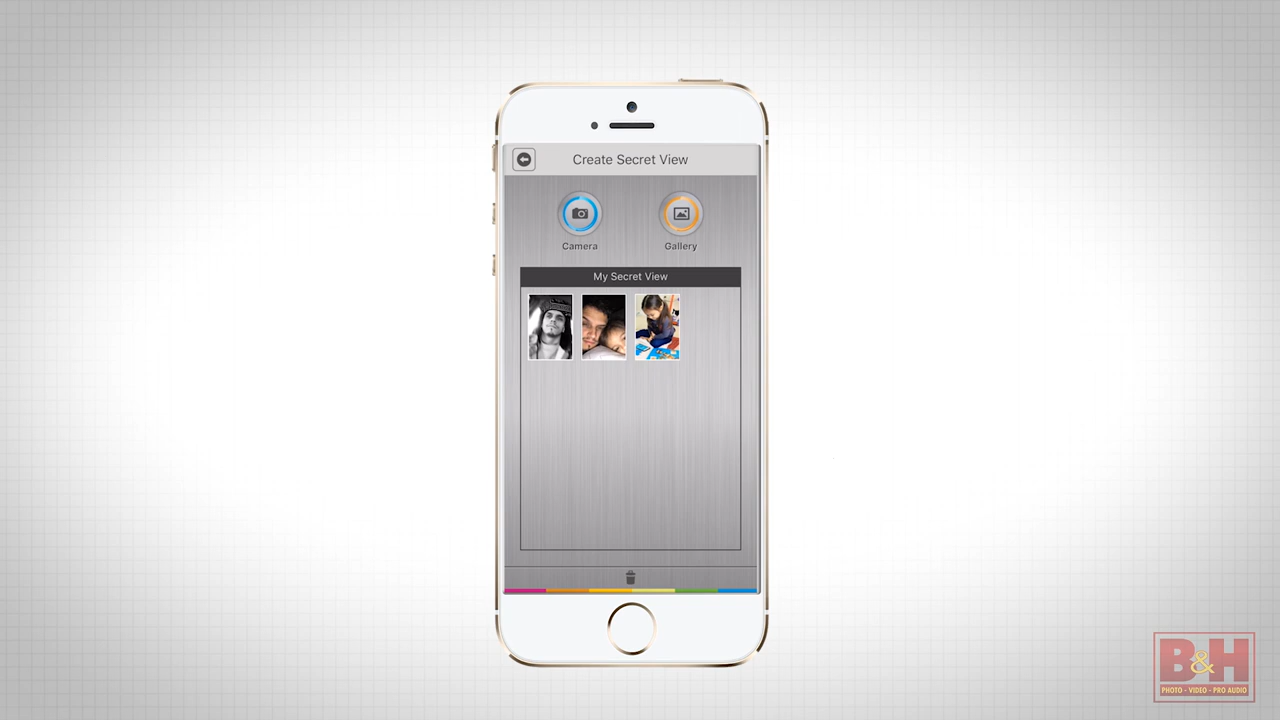 Create Secret View
Camera
Gallery
My Secret View
B&H
PHOTO - VIDEO - PRO AUDIO